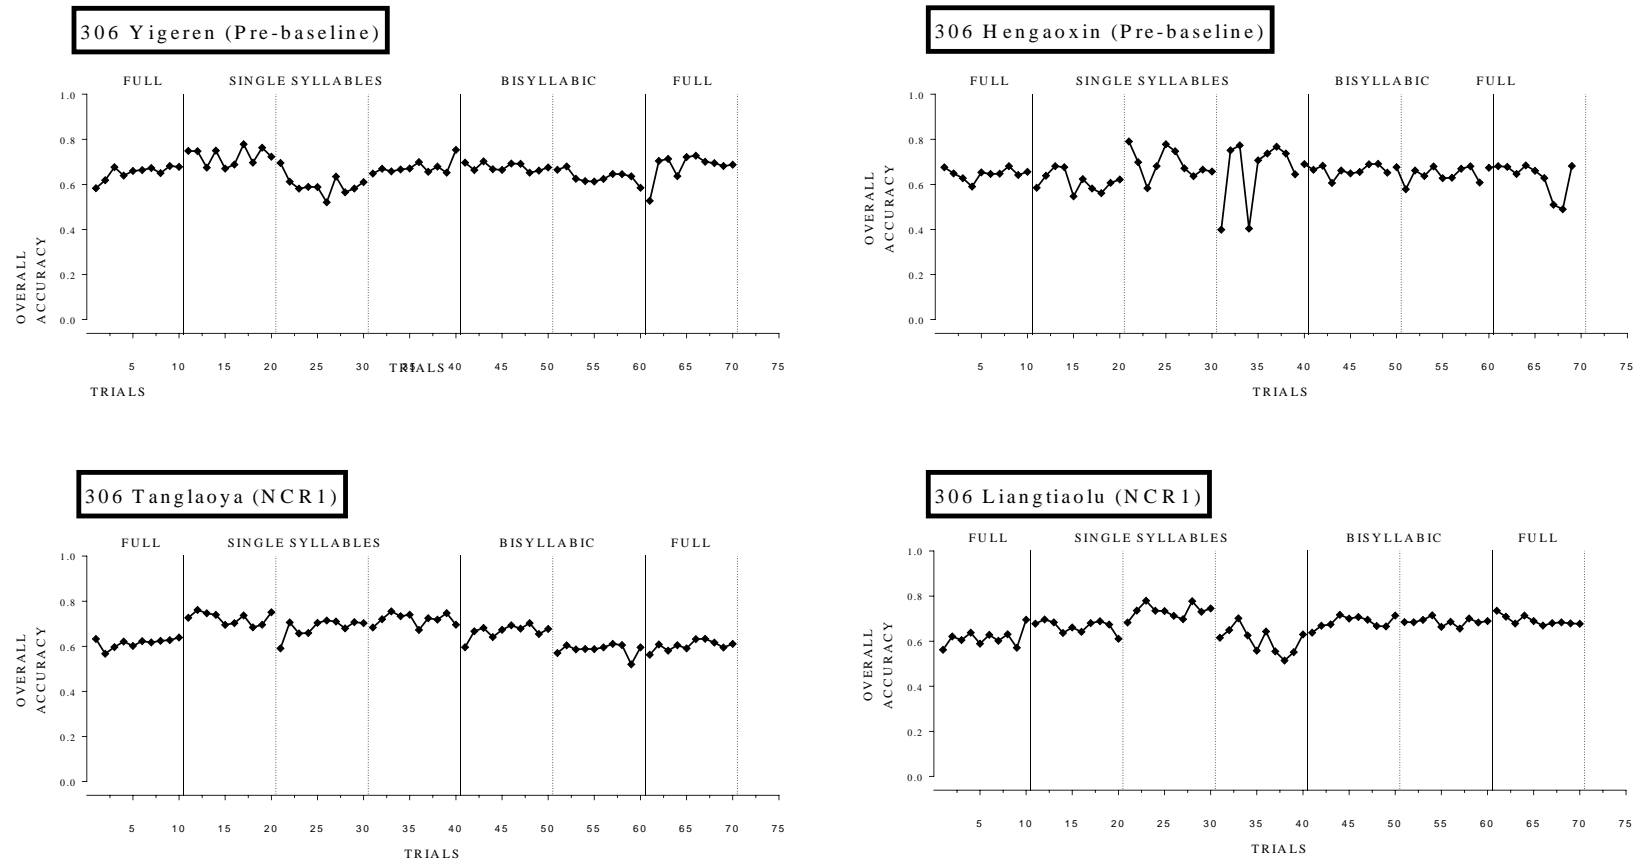 306 Yigeren (Pre-baseline)
FULL SINGLE SYLLABLES BISYLLABIC FULL
1.0
0.8
0.6
0.4
0.2
0.0
OVERALL
ACCURACY
5 10 15 20 25 30 35 40 45 50 55 60 65 70 75
TRIALS
TRIALS
306 Hengaoxin (Pre-baseline)
FULL SINGLE SYLLABLES BISYLLABIC FULL
1.0
0.8
0.6
0.4
0.2
0.0
OVERALL
ACCURACY
5 10 15 20 25 30 35 40 45 50 55 60 65 70 75
TRIALS
306 Tanglaoya (NCR1)
FULL SINGLE SYLLABLES BISYLLABIC FULL
1.0
0.8
0.6
0.4
0.2
0.0
OVERALL
ACCURACY
5 10 15 20 25 30 35 40 45 50 55 60 65 70 75
TRIALS
306 Liangtiaolu (NCR1)
FULL SINGLE SYLLABLES BISYLLABIC FULL
1.0
0.8
0.6
0.4
0.2
0.0
OVERALL
ACCURACY
5 10 15 20 25 30 35 40 45 50 55 60 65 70 75
TRIALS